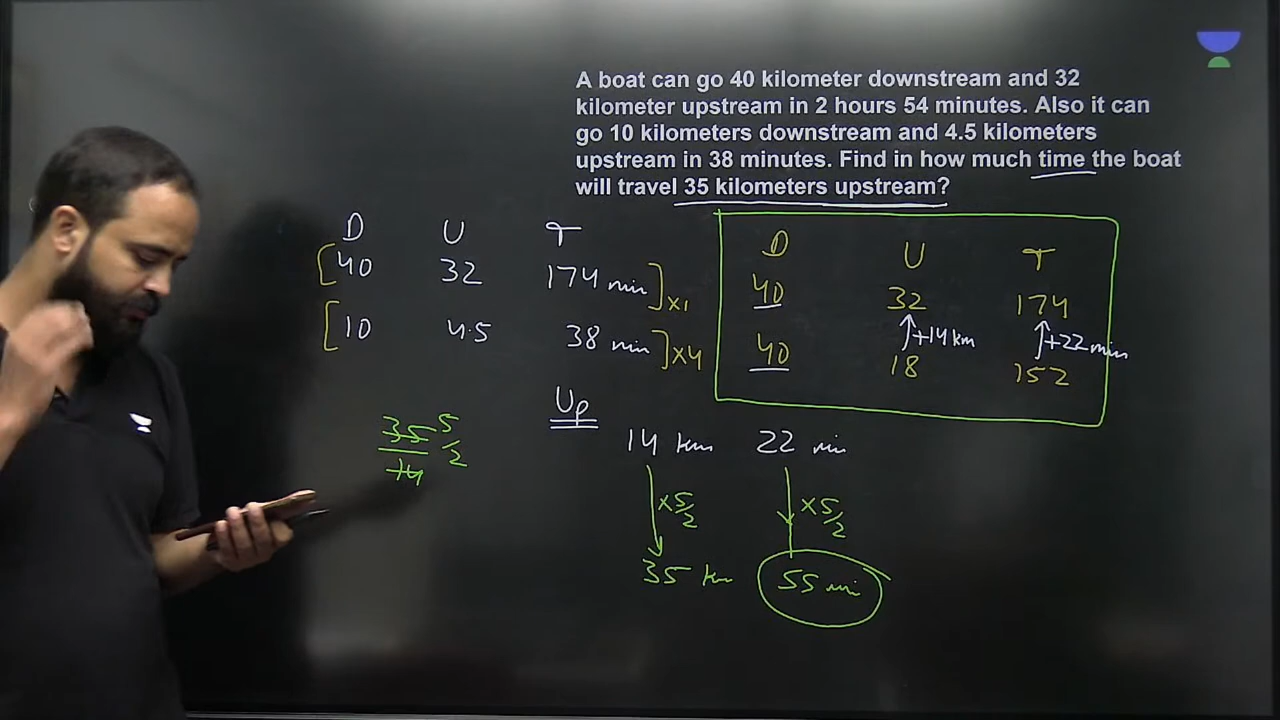 A boat can go 40 kilometer downstream and 32
kilometer upstream in 2 hours 54 minutes. Also it can
go 10 kilometers downstream and 4.5 kilometers
upstream in 38 minutes. Find in how much time the boat
will travel 35 kilometers upstream?
D U T
[40 32 174 min] x1
[10 4.5 38 min] x4
D U T
40 32 174
+14 km +22 min
40 18 152
Up
14 km 22 min
35/14 5/2
x5/2 x5/2
35 km 55 min